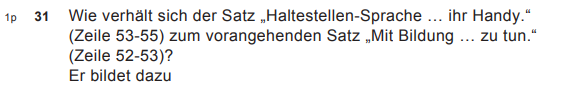 1p 31 Wie verhält sich der Satz „Haltestellen-Sprache … ihr Handy.“
(Zeile 53-55) zum vorangehenden Satz „Mit Bildung … zu tun.“
(Zeile 52-53)?
Er bildet dazu